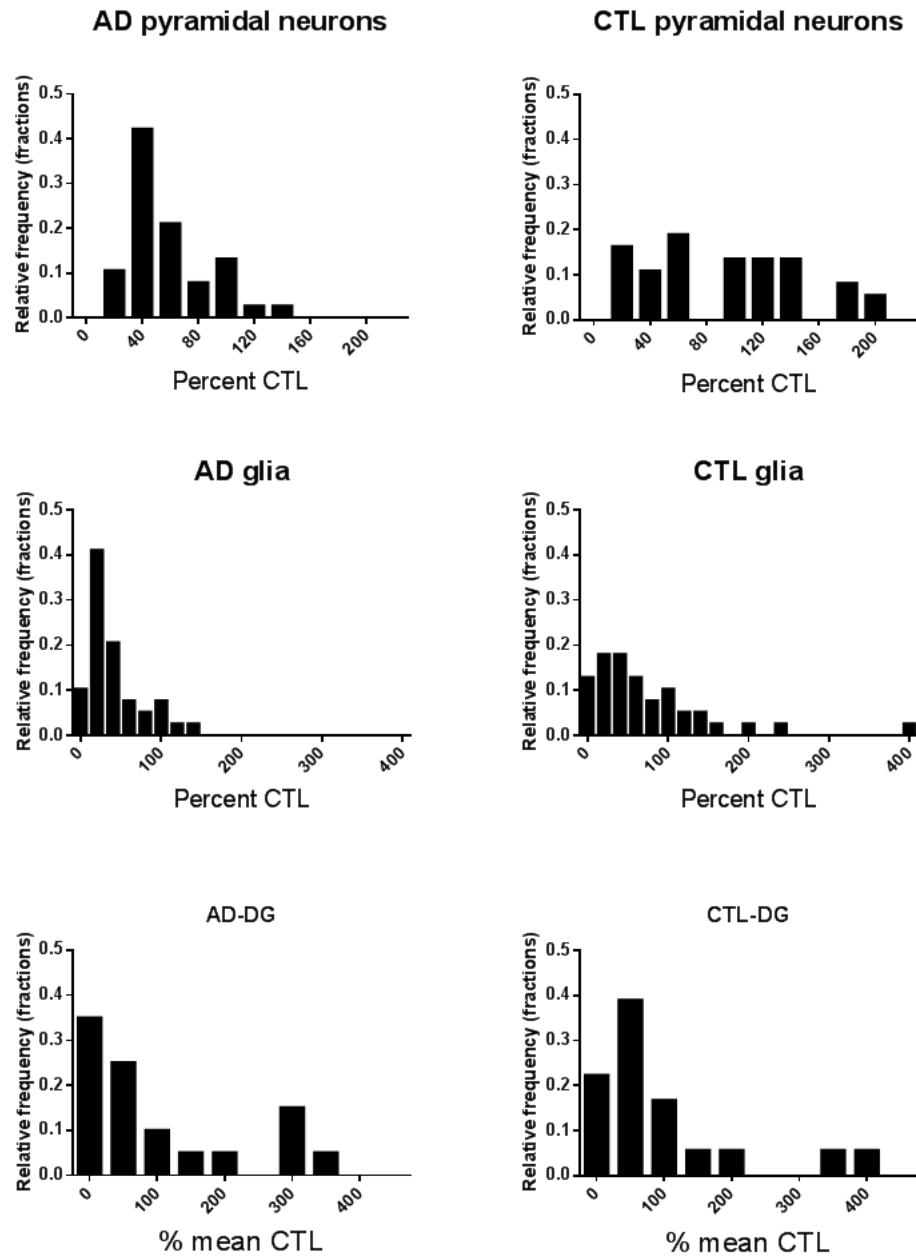 AD pyramidal neurons
Relative frequency (fractions)
0.5
0.4
0.3
0.2
0.1
0.0
0 40 80 120 160 200
Percent CTL
CTL pyramidal neurons
Relative frequency (fractions)
0.5
0.4
0.3
0.2
0.1
0.0
0 40 80 120 160 200
Percent CTL
AD glia
Relative frequency (fractions)
0.5
0.4
0.3
0.2
0.1
0.0
0 100 200 300 400
Percent CTL
CTL glia
Relative frequency (fractions)
0.5
0.4
0.3
0.2
0.1
0.0
0 100 200 300 400
Percent CTL
AD-DG
Relative frequency (fractions)
0.5
0.4
0.3
0.2
0.1
0.0
0 100 200 300 400
% mean CTL
CTL-DG
Relative frequency (fractions)
0.5
0.4
0.3
0.2
0.1
0.0
0 100 200 300 400
% mean CTL